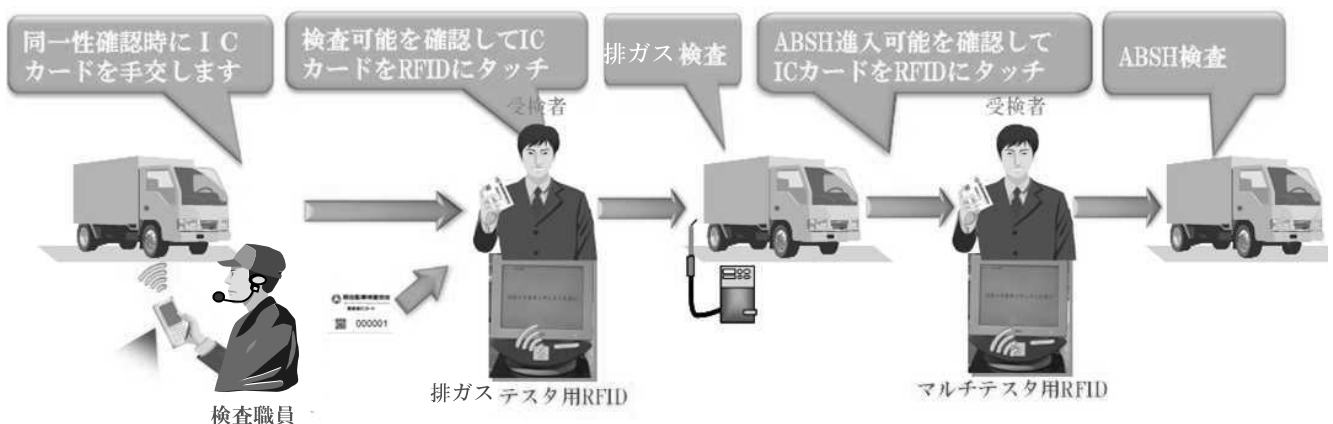 同一性確認時にＩＣ
カードを手交します
検査可能を確認してIC
カードをRFIDにタッチ
排ガス 検査
ABSH進入可能を確認して
ICカードをRFIDにタッチ
ABSH検査
受検者
受検者
000001
排ガス テスタ用RFID
マルチテスタ用RFID
検査職員